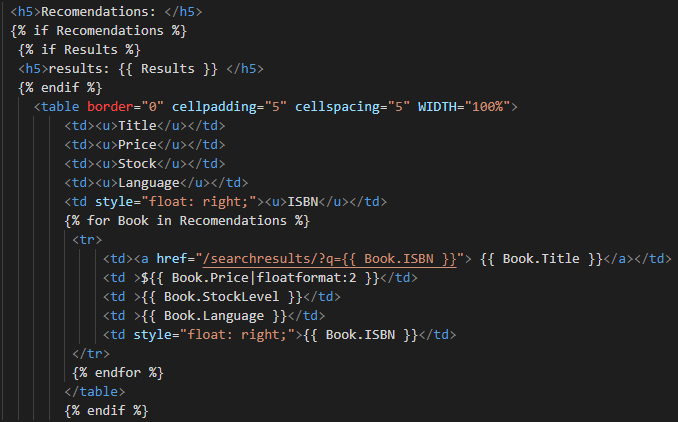 <h5>Recomendations: </h5>
{% if Recomendations %}
{% if Results %}
<h5>results: {{ Results }} </h5>
{% endif %}
<table border="0" cellpadding="5" cellspacing="5" WIDTH="100%">
<td><u>Title</u></td>
<td><u>Price</u></td>
<td><u>Stock</u></td>
<td><u>Language</u></td>
<td style="float: right;"><u>ISBN</u></td>
{% for Book in Recomendations %}
<tr>
<td><a href="/searchresults/?q={{ Book.ISBN }}"> {{ Book.Title }}</a></td>
<td >${{ Book.Price|floatformat:2 }}</td>
<td >{{ Book.StockLevel }}</td>
<td >{{ Book.Language }}</td>
<td style="float: right;">{{ Book.ISBN }}</td>
</tr>
{% endfor %}
</table>
{% endif %}